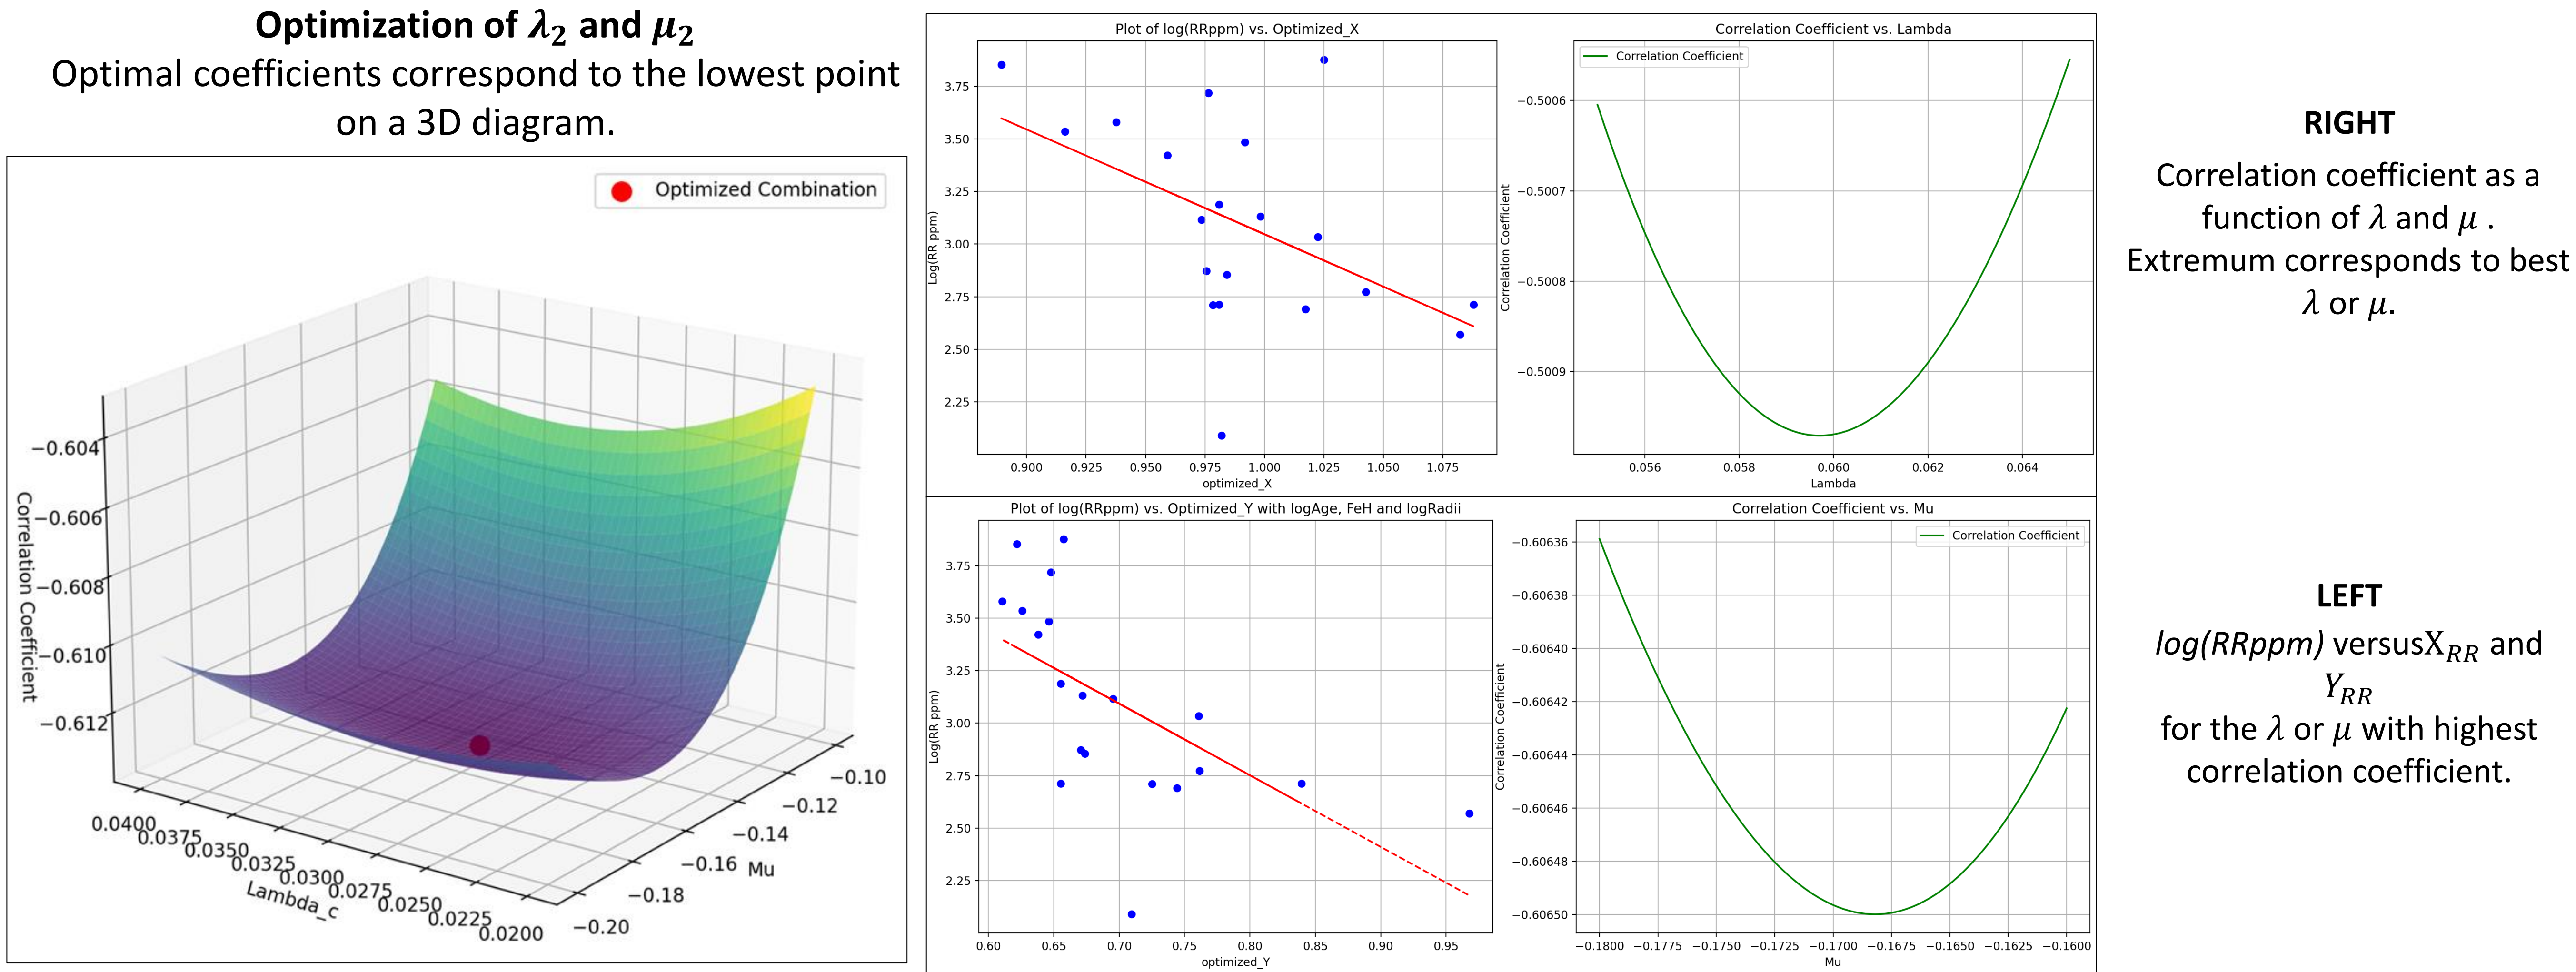 Optimization of λ₂ and μ₂
Optimal coefficients correspond to the lowest point
on a 3D diagram.
Optimized Combination
Correlation Coefficient
−0.604
−0.606
−0.608
−0.610
−0.612
0.0400
0.0375
0.0350
0.0325
0.0300
0.0275
0.0250
0.0225
0.0200
Lambda_c
−0.10
−0.12
−0.14
−0.16
−0.18
−0.20
Mu
Plot of log(RRppm) vs. Optimized_X
Log(RR ppm)
3.75
3.50
3.25
3.00
2.75
2.50
2.25
0.900 0.925 0.950 0.975 1.000 1.025 1.050 1.075
optimized_X
Correlation Coefficient vs. Lambda
Correlation Coefficient
Correlation Coefficient
−0.5006
−0.5007
−0.5008
−0.5009
0.056 0.058 0.060 0.062 0.064
Lambda
Plot of log(RRppm) vs. Optimized_Y with logAge, FeH and logRadii
Log(RR ppm)
3.75
3.50
3.25
3.00
2.75
2.50
2.25
0.60 0.65 0.70 0.75 0.80 0.85 0.90 0.95
optimized_Y
Correlation Coefficient vs. Mu
Correlation Coefficient
Correlation Coefficient
−0.60636
−0.60638
−0.60640
−0.60642
−0.60644
−0.60646
−0.60648
−0.60650
−0.1800 −0.1775 −0.1750 −0.1725 −0.1700 −0.1675 −0.1650 −0.1625 −0.1600
Mu
RIGHT
Correlation coefficient as a
function of λ and μ .
Extremum corresponds to best
λ or μ.
LEFT
log(RRppm) versusX_RR and
Y_RR
for the λ or μ with highest
correlation coefficient.